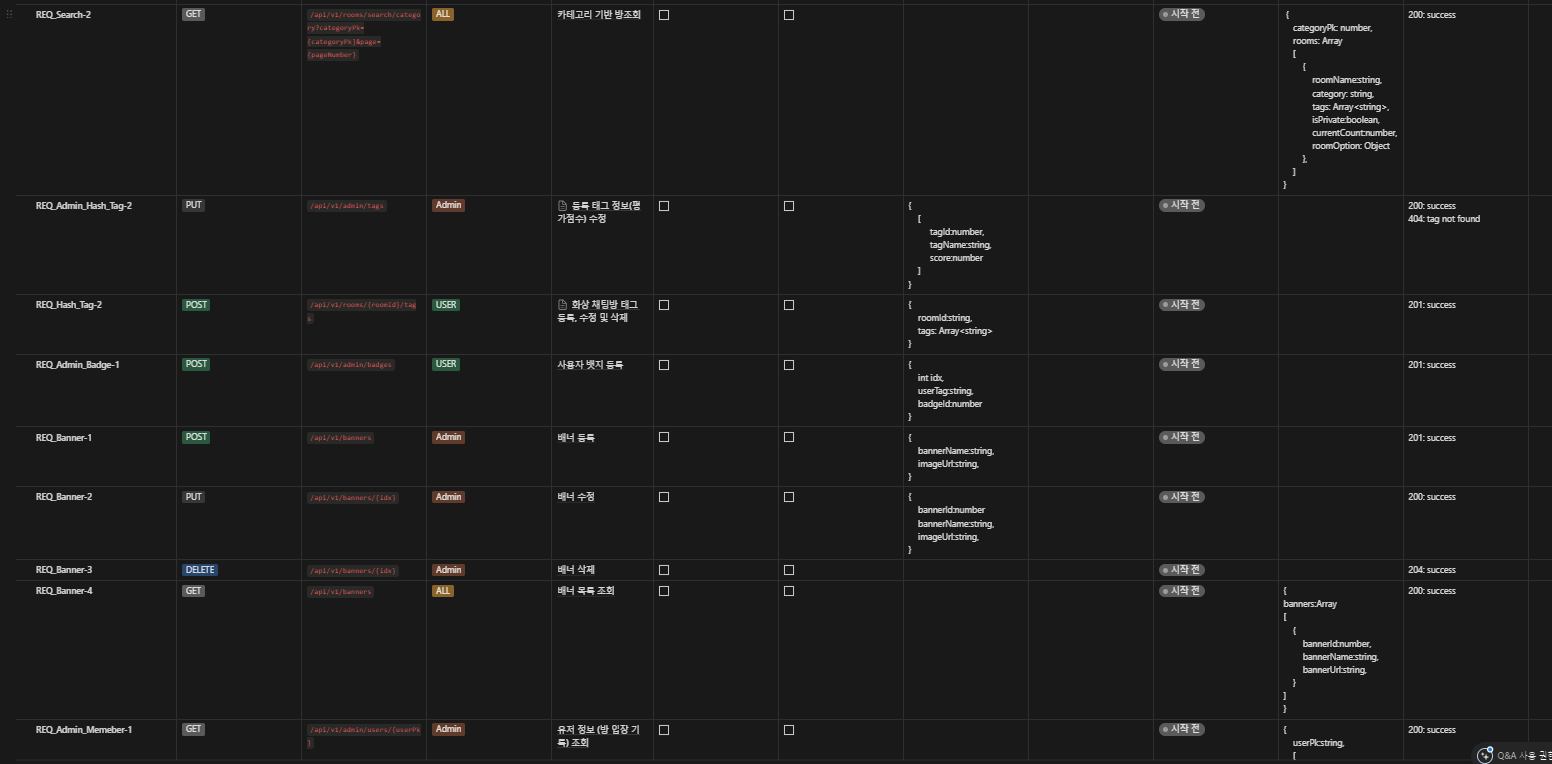 REQ_Search-2
GET
/api/v1/rooms/search/catego
ry?categoryPk=
{categoryPk}&page=
{pageNumber}
ALL
카테고리 기반 방조회
시작 전
{
categoryPk: number,
rooms: Array
[
{
roomName:string,
category: string,
tags: Array<string>,
isPrivate:boolean,
currentCount:number,
roomOption: Object
},
]
}
200: success
REQ_Admin_Hash_Tag-2
PUT
/api/v1/admin/tags
Admin
등록 태그 정보(평
가점수) 수정
{
[
tagId:number,
tagName:string,
score:number
]
}
시작 전
200: success
404: tag not found
REQ_Hash_Tag-2
POST
/api/v1/rooms/{roomId}/tag
s
USER
화상 채팅방 태그
등록, 수정 및 삭제
{
roomId:string,
tags: Array<string>
}
시작 전
201: success
REQ_Admin_Badge-1
POST
/api/v1/admin/badges
USER
사용자 뱃지 등록
{
int idx,
userTag:string,
badgeId:number
}
시작 전
201: success
REQ_Banner-1
POST
/api/v1/banners
Admin
배너 등록
{
bannerName:string,
imageUrl:string,
}
시작 전
201: success
REQ_Banner-2
PUT
/api/v1/banners/{idx}
Admin
배너 수정
{
bannerId:number
bannerName:string,
imageUrl:string,
}
시작 전
200: success
REQ_Banner-3
DELETE
/api/v1/banners/{idx}
Admin
배너 삭제
시작 전
204: success
REQ_Banner-4
GET
/api/v1/banners
ALL
배너 목록 조회
시작 전
{
banners:Array
[
{
bannerId:number,
bannerName:string,
bannerUrl:string,
}
]
}
200: success
REQ_Admin_Memeber-1
GET
/api/v1/admin/users/{userPk
}
Admin
유저 정보 (방 입장 기
록) 조회
시작 전
{
userPk:string,
[
200: success
Q&A 사용 권한